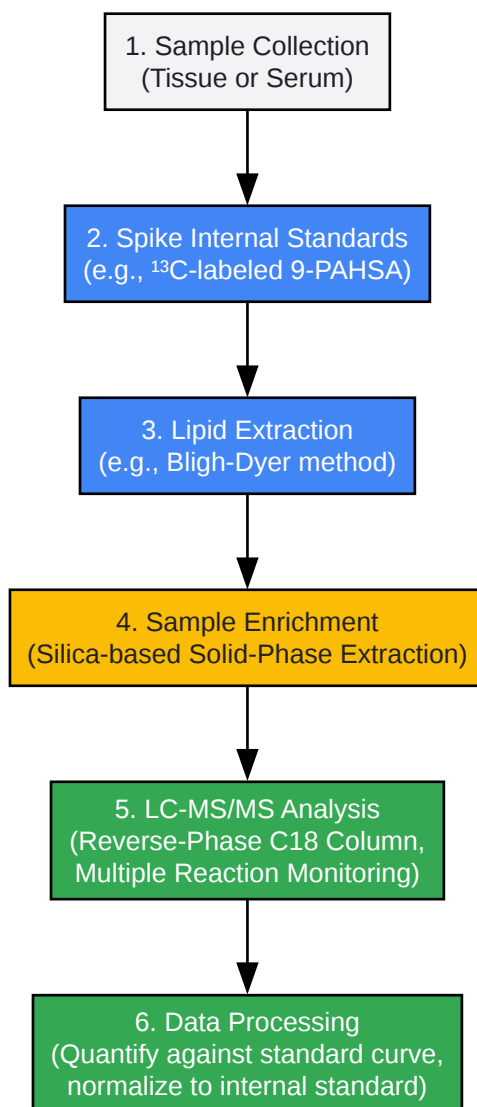 1. Sample Collection
(Tissue or Serum)
2. Spike Internal Standards
(e.g., ¹³C-labeled 9-PAHSA)
3. Lipid Extraction
(e.g., Bligh-Dyer method)
4. Sample Enrichment
(Silica-based Solid-Phase Extraction)
5. LC-MS/MS Analysis
(Reverse-Phase C18 Column,
Multiple Reaction Monitoring)
6. Data Processing
(Quantify against standard curve,
normalize to internal standard)